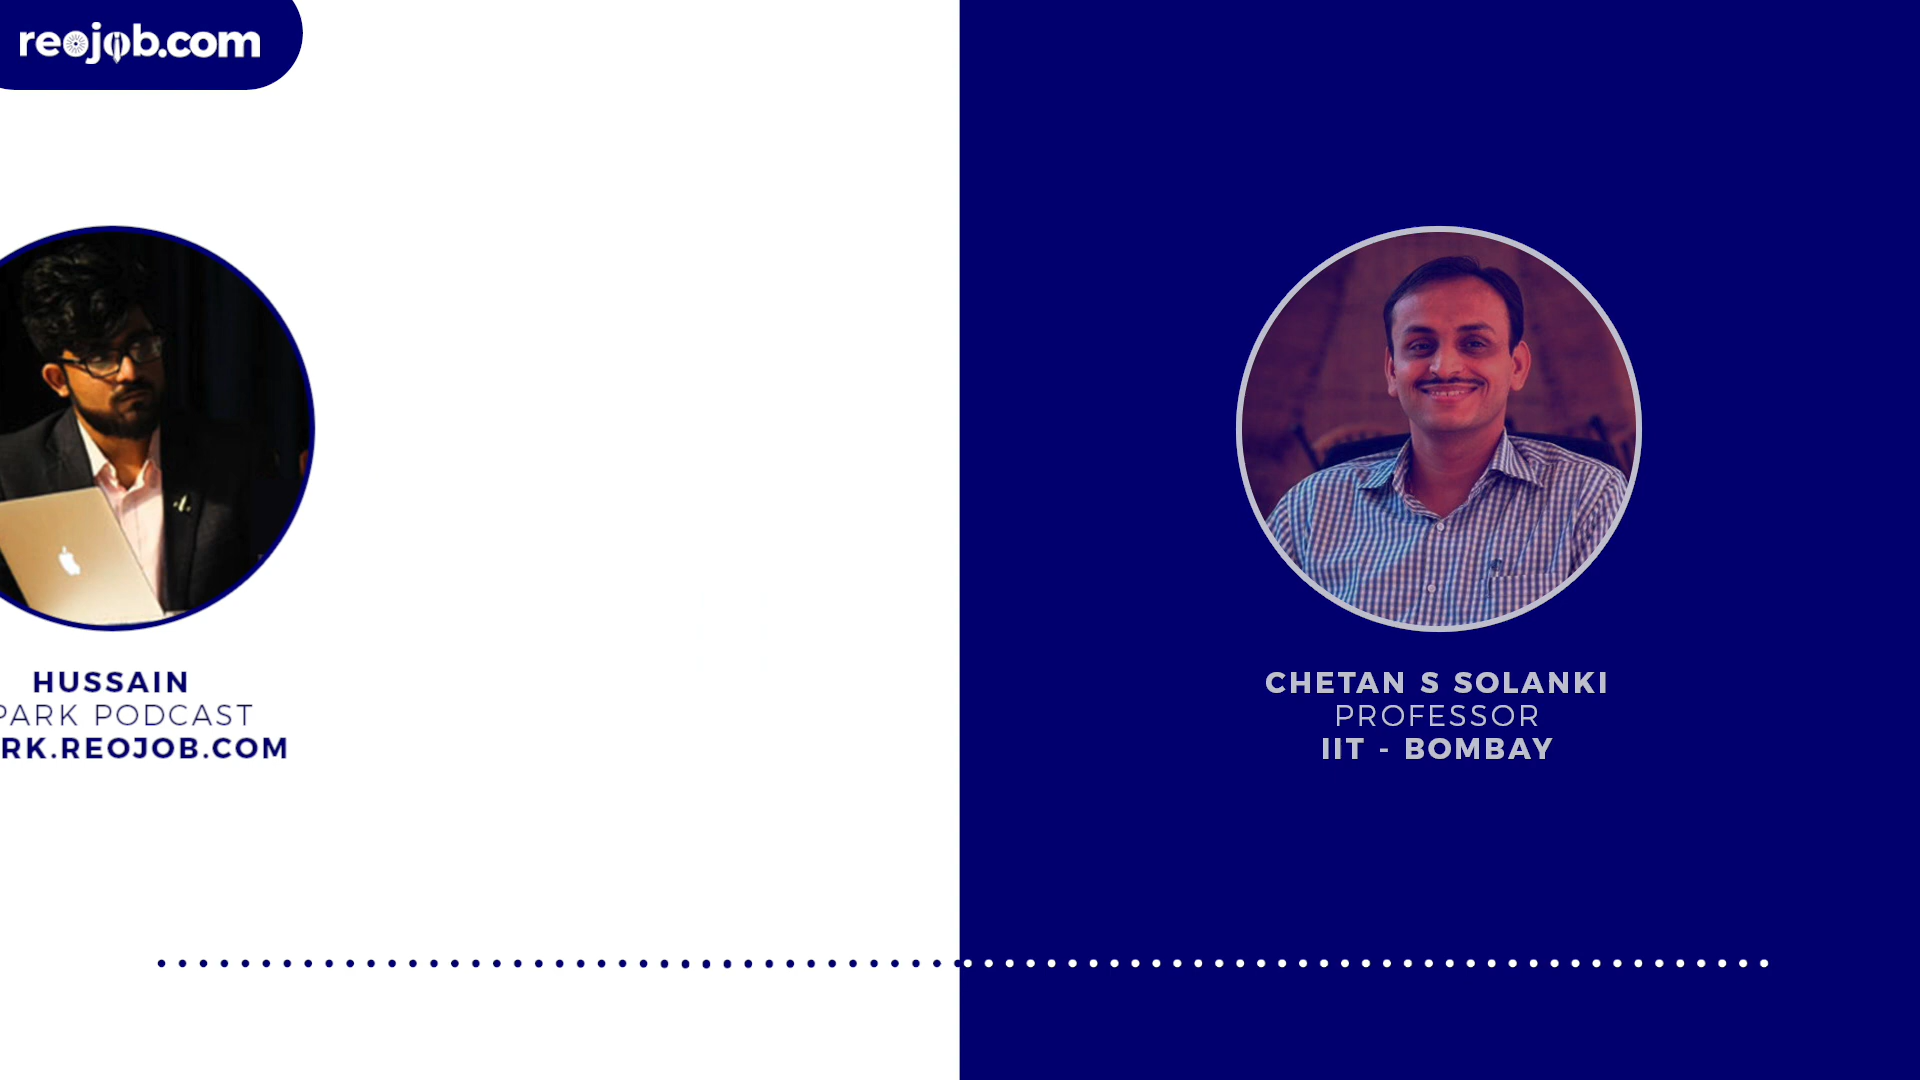 reojob.com
HUSSAIN
PARK PODCAST
RK.REOJOB.COM
CHETAN S SOLANKI
PROFESSOR
IIT - BOMBAY